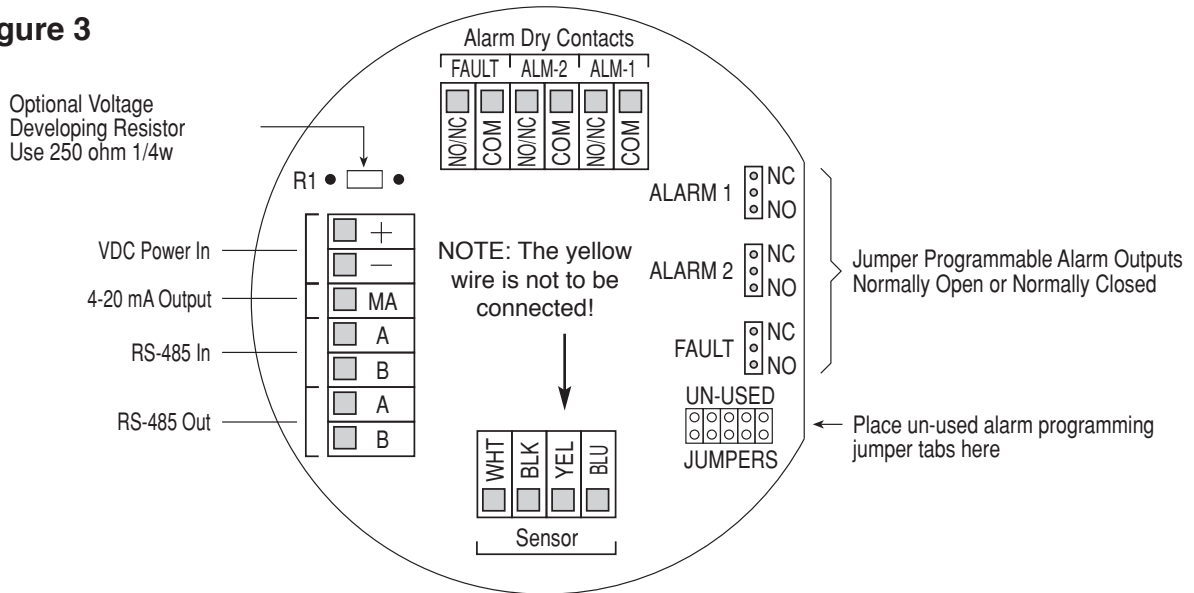 gure 3
Alarm Dry Contacts
FAULT ALM-2 ALM-1
NO/NC COM NO/NC COM NO/NC COM
Optional Voltage
Developing Resistor
Use 250 ohm 1/4w
R1
VDC Power In
+
−
4-20 mA Output
MA
RS-485 In
A
B
RS-485 Out
A
B
NOTE: The yellow
wire is not to be
connected!
WHT BLK YEL BLU
Sensor
ALARM 1
NC
NO
ALARM 2
NC
NO
FAULT
NC
NO
Jumper Programmable Alarm Outputs
Normally Open or Normally Closed
UN-USED
JUMPERS
Place un-used alarm programming
jumper tabs here